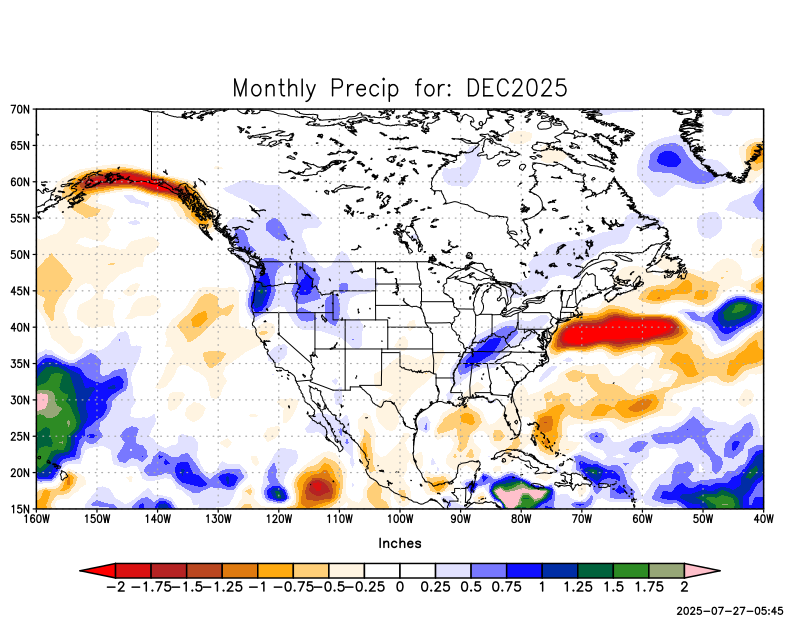 Monthly Precip for: DEC2025
70N
65N
60N
55N
50N
45N
40N
35N
30N
25N
20N
15N
160W 150W 140W 130W 120W 110W 100W 90W 80W 70W 60W 50W 40W
Inches
-2 -1.75 -1.5 -1.25 -1 -0.75 -0.5 -0.25 0 0.25 0.5 0.75 1 1.25 1.5 1.75 2
2025-07-27-05:45